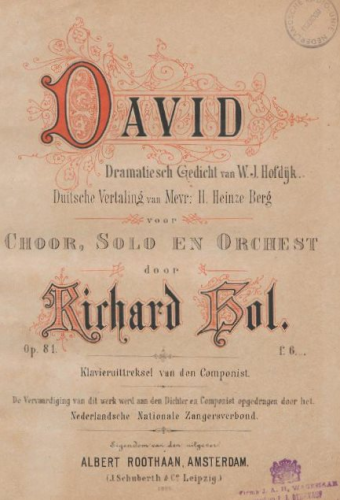 DAVID
Dramatiesch Gedicht van W. J. Hofdijk.
Duitsche Vertaling van Mevr: H. Heinze Berg
voor
CHOOR, SOLO EN ORCHEST
door
Richard Hol.
Op. 81. f. 6._
Klavieruittreksel van den Componist.
De Vervaardiging van dit werk werd aan den Dichter en Componist opgedragen door het
Nederlandsche Nationale Zangersverbond.
Eigendom van den uitgever
ALBERT ROOTHAAN, AMSTERDAM.
(J. Schuberth & Co. Leipzig.)